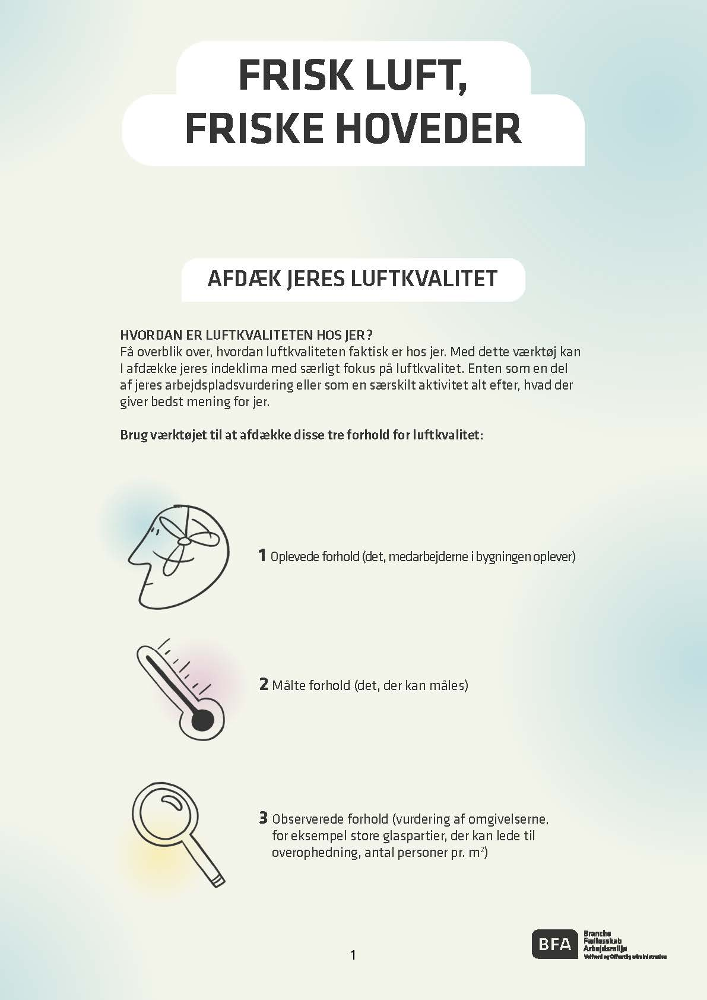 FRISK LUFT,
FRISKE HOVEDER
AFDÆK JERES LUFTKVALITET
HVORDAN ER LUFTKVALITETEN HOS JER?
Få overblik over, hvordan luftkvaliteten faktisk er hos jer. Med dette værktøj kan
I afdække jeres indeklima med særligt fokus på luftkvalitet. Enten som en del
af jeres arbejdspladsvurdering eller som en særskilt aktivitet alt efter, hvad der
giver bedst mening for jer.
Brug værktøjet til at afdække disse tre forhold for luftkvalitet:
1 Oplevede forhold (det, medarbejderne i bygningen oplever)
2 Målte forhold (det, der kan måles)
3 Observerede forhold (vurdering af omgivelserne,
for eksempel store glaspartier, der kan lede til
overophedning, antal personer pr. m²)
BFA
Branche
Fællesskab
Arbejdsmiljø
Velfærd og Offentlig administration
1